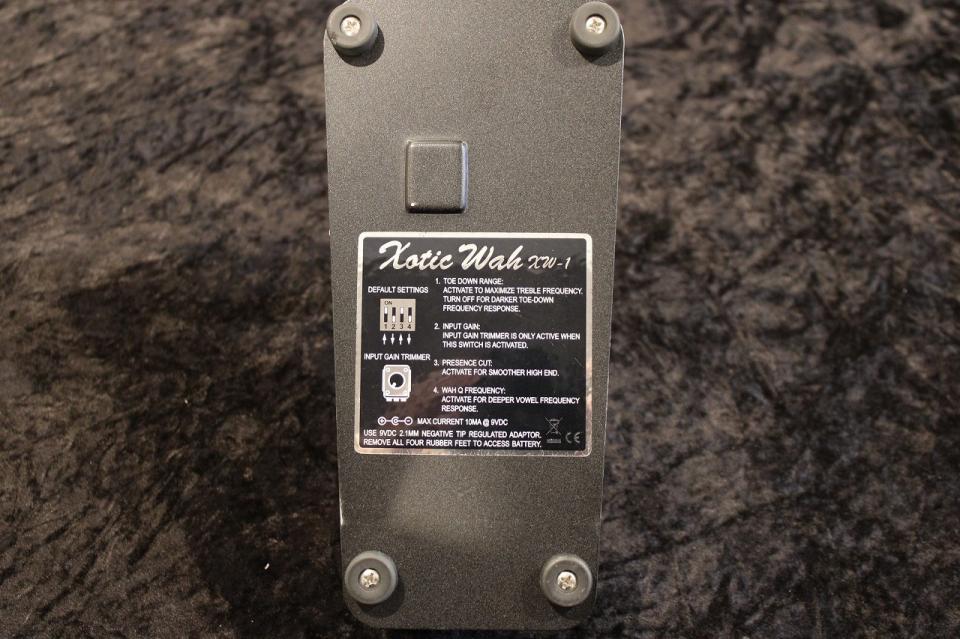 Xotic Wah XW-1
DEFAULT SETTINGS
ON
1 2 3 4
INPUT GAIN TRIMMER
1. TOE DOWN RANGE:
ACTIVATE TO MAXIMIZE TREBLE FREQUENCY.
TURN OFF FOR DARKER TOE-DOWN
FREQUENCY RESPONSE.
2. INPUT GAIN:
INPUT GAIN TRIMMER IS ONLY ACTIVE WHEN
THIS SWITCH IS ACTIVATED.
3. PRESENCE CUT:
ACTIVATE FOR SMOOTHER HIGH END.
4. WAH Q FREQUENCY:
ACTIVATE FOR DEEPER VOWEL FREQUENCY
RESPONSE.
MAX CURRENT 10MA @ 9VDC
USE 9VDC 2.1MM NEGATIVE TIP REGULATED ADAPTOR.
REMOVE ALL FOUR RUBBER FEET TO ACCESS BATTERY.
CE